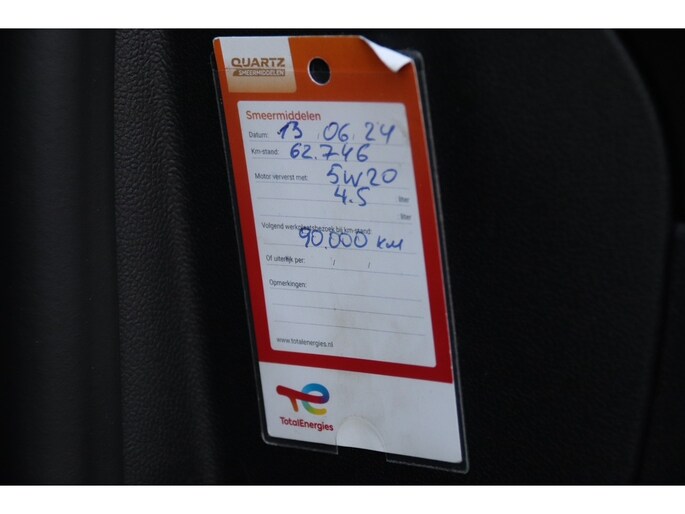 QUARTZ
SMEERMIDDELEN
Smeermiddelen
Datum: 13.06.24
Km-stand: 62.746
Motor ververst met: 5W20
4.5 liter
liter
Volgend werkplaatsbezoek bij km-stand:
90.000 KM
Of uiterlijk per: / /
Opmerkingen:
www.totalenergies.nl
TotalEnergies